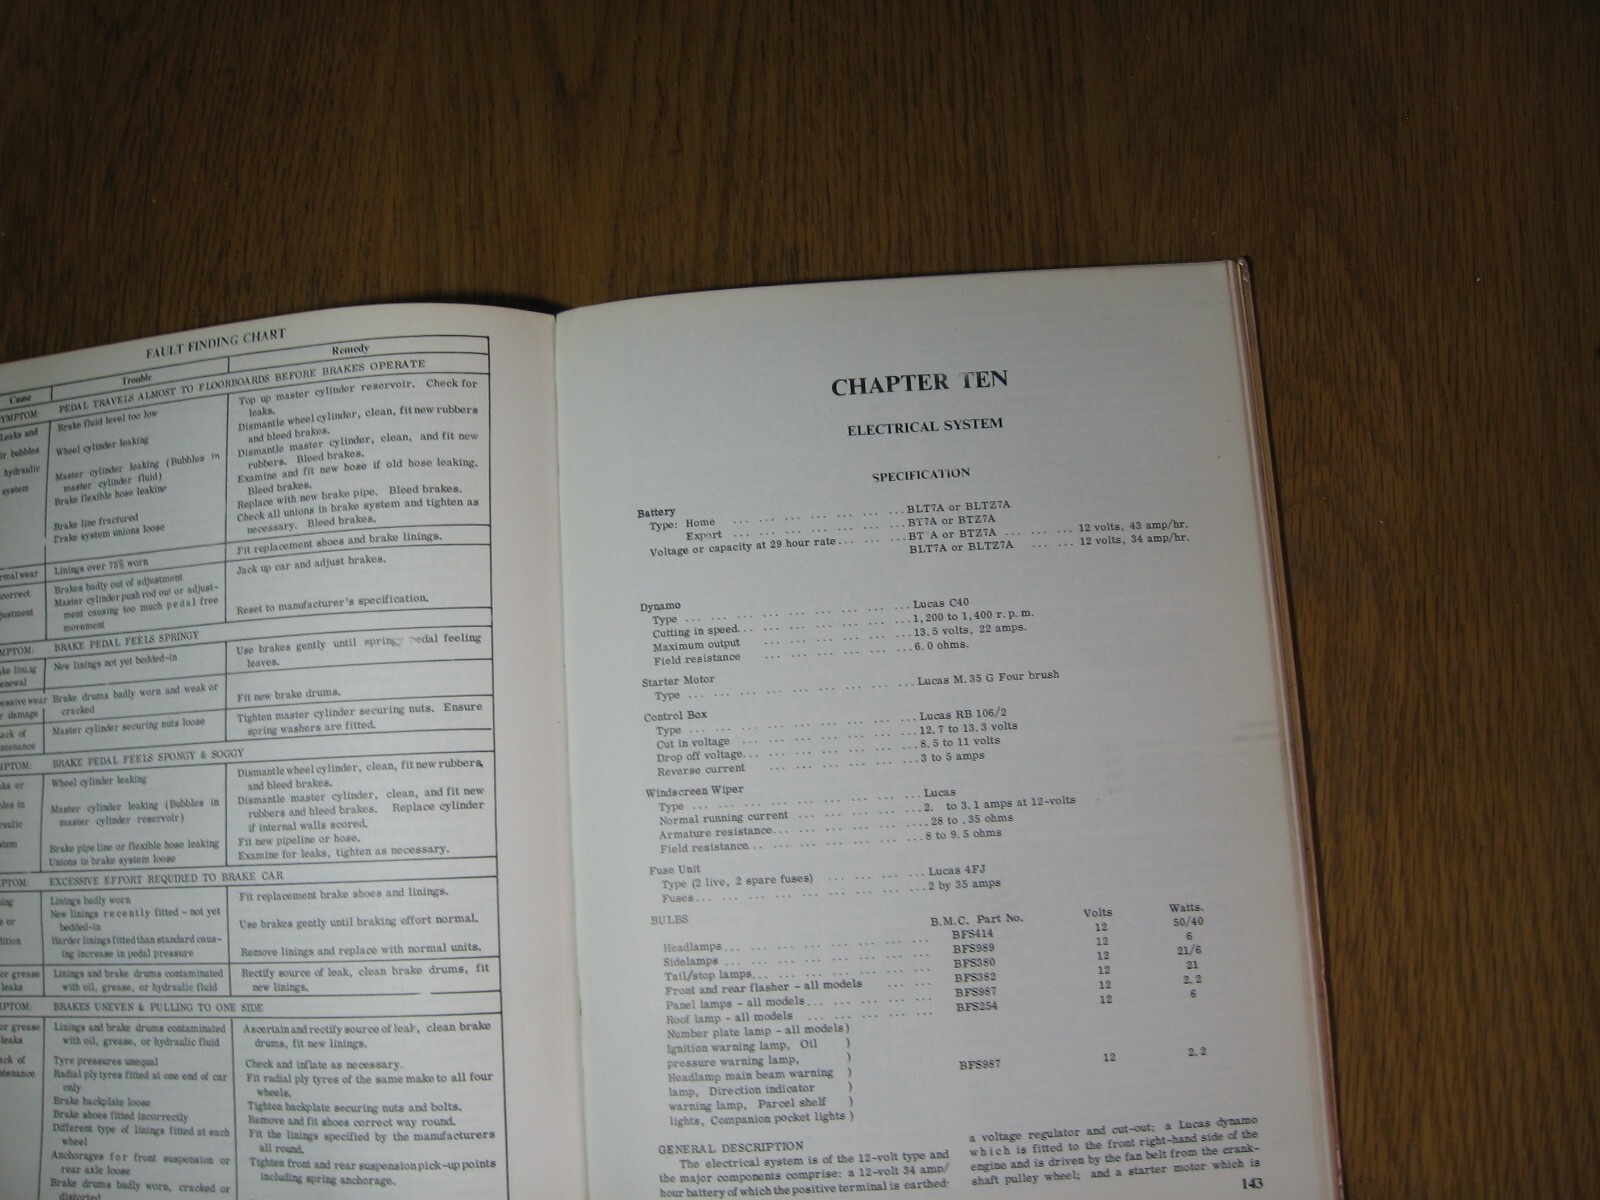 FAULT FINDING CHART
Cause Trouble Remedy
PEDAL TRAVELS ALMOST TO FLOORBOARDS BEFORE BRAKES OPERATE
Leaks and Brake fluid level too low Top up master cylinder reservoir. Check for
leaks.
bubbles Wheel cylinder leaking Dismantle wheel cylinder, clean, fit new rubbers
and bleed brakes.
hydraulic Master cylinder leaking (Bubbles in Dismantle master cylinder, clean, and fit new
system master cylinder fluid) rubbers. Bleed brakes.
Brake flexible hose leaking Examine and fit new hose if old hose leaking.
Bleed brakes.
Brake line fractured Replace with new brake pipe. Bleed brakes.
Brake system unions loose Check all unions in brake system and tighten as
necessary. Bleed brakes.
Linings over 75% worn Fit replacement shoes and brake linings.
Brakes badly out of adjustment Jack up car and adjust brakes.
Master cylinder push rod out or adjust-
ment causing too much pedal free Reset to manufacturer's specification.
movement
BRAKE PEDAL FEELS SPRINGY
New linings not yet bedded-in Use brakes gently until springy pedal feeling
leaves.
Brake drums badly worn and weak or Fit new brake drums.
damage cracked
Master cylinder securing nuts loose Tighten master cylinder securing nuts. Ensure
spring washers are fitted.
BRAKE PEDAL FEELS SPONGY & SOGGY
Wheel cylinder leaking Dismantle wheel cylinder, clean, fit new rubbers,
and bleed brakes.
Master cylinder leaking (Bubbles in Dismantle master cylinder, clean, and fit new
master cylinder reservoir) rubbers and bleed brakes. Replace cylinder
if internal walls scored.
Brake pipe line or flexible hose leaking Fit new pipeline or hose.
Unions in brake system loose Examine for leaks, tighten as necessary.
EXCESSIVE EFFORT REQUIRED TO BRAKE CAR
Linings badly worn Fit replacement brake shoes and linings.
New linings recently fitted - not yet Use brakes gently until braking effort normal.
bedded-in
Harder linings fitted than standard caus- Remove linings and replace with normal units.
ing increase in pedal pressure
or grease Linings and brake drums contaminated Rectify source of leak, clean brake drums, fit
leaks with oil, grease, or hydraulic fluid new linings.
BRAKES UNEVEN & PULLING TO ONE SIDE
or grease Linings and brake drums contaminated Ascertain and rectify source of leak, clean brake
leaks with oil, grease, or hydraulic fluid drums, fit new linings.
Tyre pressures unequal Check and inflate as necessary.
Radial ply tyres fitted at one end of car Fit radial ply tyres of the same make to all four
only wheels.
Brake backplate loose Tighten backplate securing nuts and bolts.
Brake shoes fitted incorrectly Remove and fit shoes correct way round.
Different type of linings fitted at each Fit the linings specified by the manufacturers
wheel all round.
Anchorages for front suspension or Tighten front and rear suspension pick-up points
rear axle loose including spring anchorage.
Brake drums badly worn, cracked or
distorted
CHAPTER TEN
ELECTRICAL SYSTEM
SPECIFICATION
Battery
Type: Home ... BLT7A or BLTZ7A
Export ... BT7A or BTZ7A
Voltage or capacity at 29 hour rate ... BT A or BTZ7A ... 12 volts, 43 amp/hr.
BLT7A or BLTZ7A ... 12 volts, 34 amp/hr.
Dynamo
Type ... Lucas C40
Cutting in speed... 1,200 to 1,400 r.p.m.
Maximum output ... 13.5 volts, 22 amps.
Field resistance ... 6.0 ohms.
Starter Motor
Type ... Lucas M. 35 G Four brush
Control Box
Type ... Lucas RB 106/2
Cut in voltage ... 12.7 to 13.3 volts
Drop off voltage... 8.5 to 11 volts
Reverse current ... 3 to 5 amps
Windscreen Wiper
Type ... Lucas
Normal running current ... 2. to 3.1 amps at 12-volts
Armature resistance... .28 to .35 ohms
Field resistance... 8 to 9.5 ohms
Fuse Unit
Type (2 live, 2 spare fuses) ... Lucas 4FJ
Fuses... 2 by 35 amps
BULBS B.M.C. Part No. Volts Watts.
Headlamps... BFS414 12 50/40
Sidelamps ... BFS989 12 6
Tail/stop lamps... BFS380 12 21/6
Front and rear flasher - all models ... BFS382 12 21
Panel lamps - all models... BFS987 12 2.2
Roof lamp - all models ... BFS254 12 6
Number plate lamp - all models)
Ignition warning lamp, Oil )
pressure warning lamp, )
Headlamp main beam warning ) BFS987 12 2.2
lamp, Direction indicator )
warning lamp, Parcel shelf )
lights, Companion pocket lights )
GENERAL DESCRIPTION
The electrical system is of the 12-volt type and
the major components comprise: a 12-volt 34 amp/
hour battery of which the positive terminal is earthed:
a voltage regulator and cut-out; a Lucas dynamo
which is fitted to the front right-hand side of the
engine and is driven by the fan belt from the crank-
shaft pulley wheel; and a starter motor which is
143